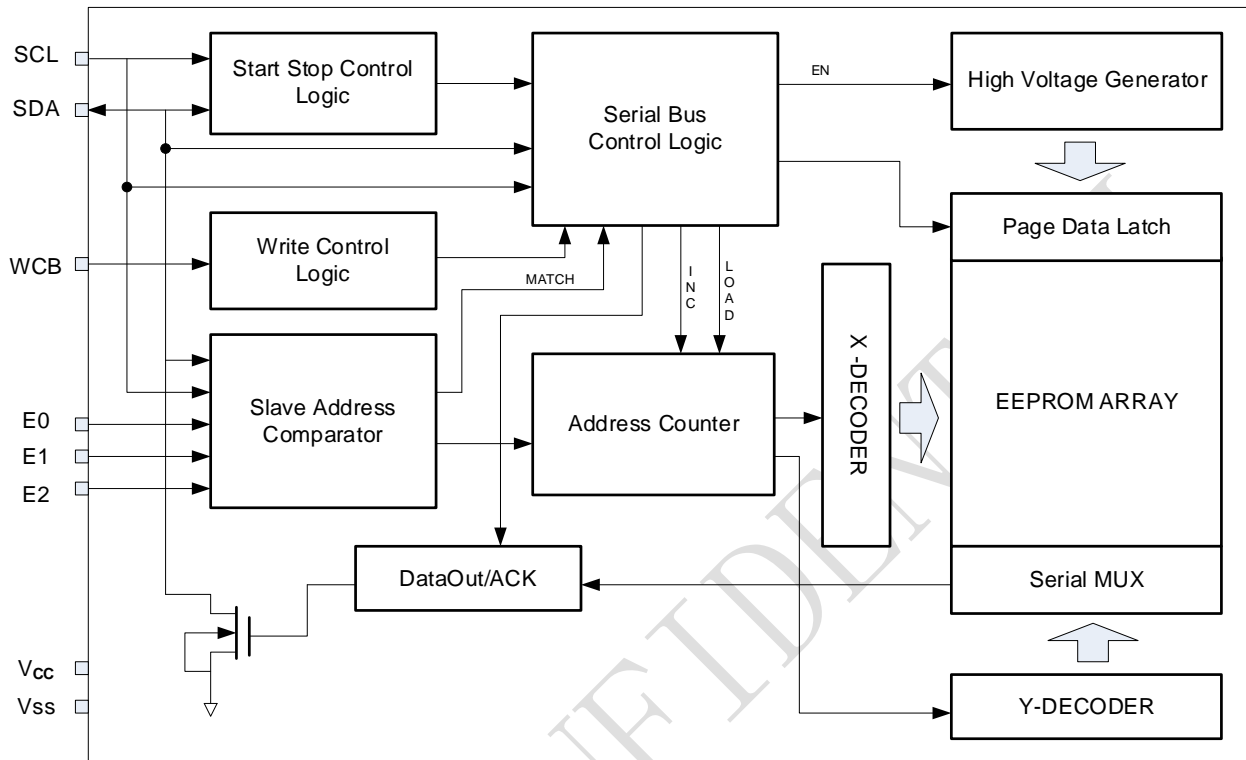 SCL
SDA
WCB
E0
E1
E2
Vcc
Vss
Start Stop Control
Logic
Write Control
Logic
Slave Address
Comparator
Serial Bus
Control Logic
EN
MATCH
INC
LOAD
Address Counter
DataOut/ACK
X -DECODER
High Voltage Generator
Page Data Latch
EEPROM ARRAY
Serial MUX
Y-DECODER